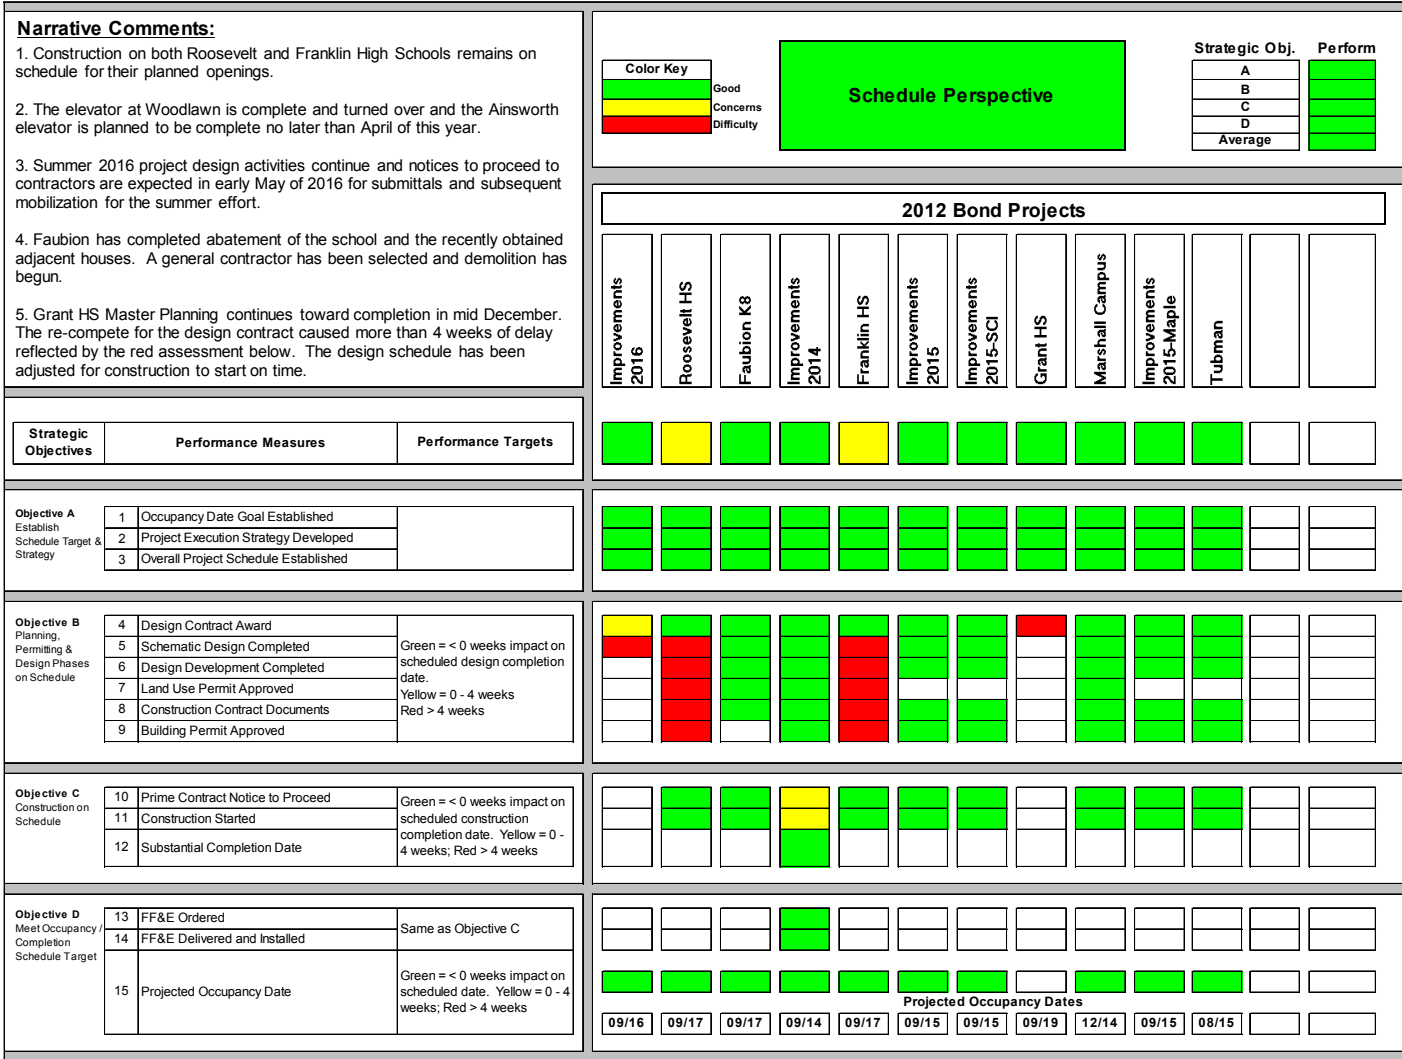 Narrative Comments:
1. Construction on both Roosevelt and Franklin High Schools remains on
schedule for their planned openings.
2. The elevator at Woodlawn is complete and turned over and the Ainsworth
elevator is planned to be complete no later than April of this year.
3. Summer 2016 project design activities continue and notices to proceed to
contractors are expected in early May of 2016 for submittals and subsequent
mobilization for the summer effort.
4. Faubion has completed abatement of the school and the recently obtained
adjacent houses. A general contractor has been selected and demolition has
begun.
5. Grant HS Master Planning continues toward completion in mid December.
The re-compete for the design contract caused more than 4 weeks of delay
reflected by the red assessment below. The design schedule has been
adjusted for construction to start on time.
Color Key
Good
Concerns
Difficulty
Schedule Perspective
Strategic Obj. Perform
A
B
C
D
Average
2012 Bond Projects
Improvements
2016
Roosevelt HS
Faubion K8
Improvements
2014
Franklin HS
Improvements
2015
Improvements
2015-SCI
Grant HS
Marshall Campus
Improvements
2015-Maple
Tubman
Strategic
Objectives
Performance Measures
Performance Targets
Objective A
Establish
Schedule Target &
Strategy
1 Occupancy Date Goal Established
2 Project Execution Strategy Developed
3 Overall Project Schedule Established
Objective B
Planning,
Permitting &
Design Phases
on Schedule
4 Design Contract Award
5 Schematic Design Completed
6 Design Development Completed
7 Land Use Permit Approved
8 Construction Contract Documents
9 Building Permit Approved
Green = < 0 weeks impact on
scheduled design completion
date.
Yellow = 0 - 4 weeks
Red > 4 weeks
Objective C
Construction on
Schedule
10 Prime Contract Notice to Proceed
11 Construction Started
12 Substantial Completion Date
Green = < 0 weeks impact on
scheduled construction
completion date. Yellow = 0 -
4 weeks; Red > 4 weeks
Objective D
Meet Occupancy /
Completion
Schedule Target
13 FF&E Ordered
14 FF&E Delivered and Installed
Same as Objective C
15 Projected Occupancy Date
Green = < 0 weeks impact on
scheduled date. Yellow = 0 - 4
weeks; Red > 4 weeks
Projected Occupancy Dates
09/16 09/17 09/17 09/14 09/17 09/15 09/15 09/19 12/14 09/15 08/15